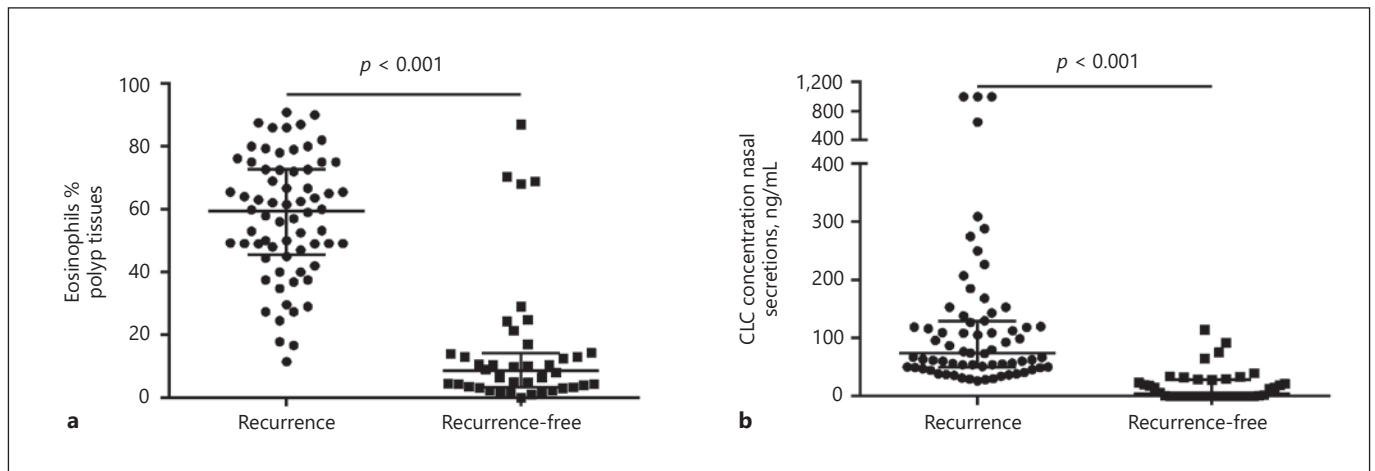 p < 0.001
100
80
60
40
20
0
Eosinophils %
polyp tissues
Recurrence
Recurrence-free
a
p < 0.001
1,200
800
400
400
300
200
100
0
CLC concentration nasal
secretions, ng/mL
Recurrence
Recurrence-free
b